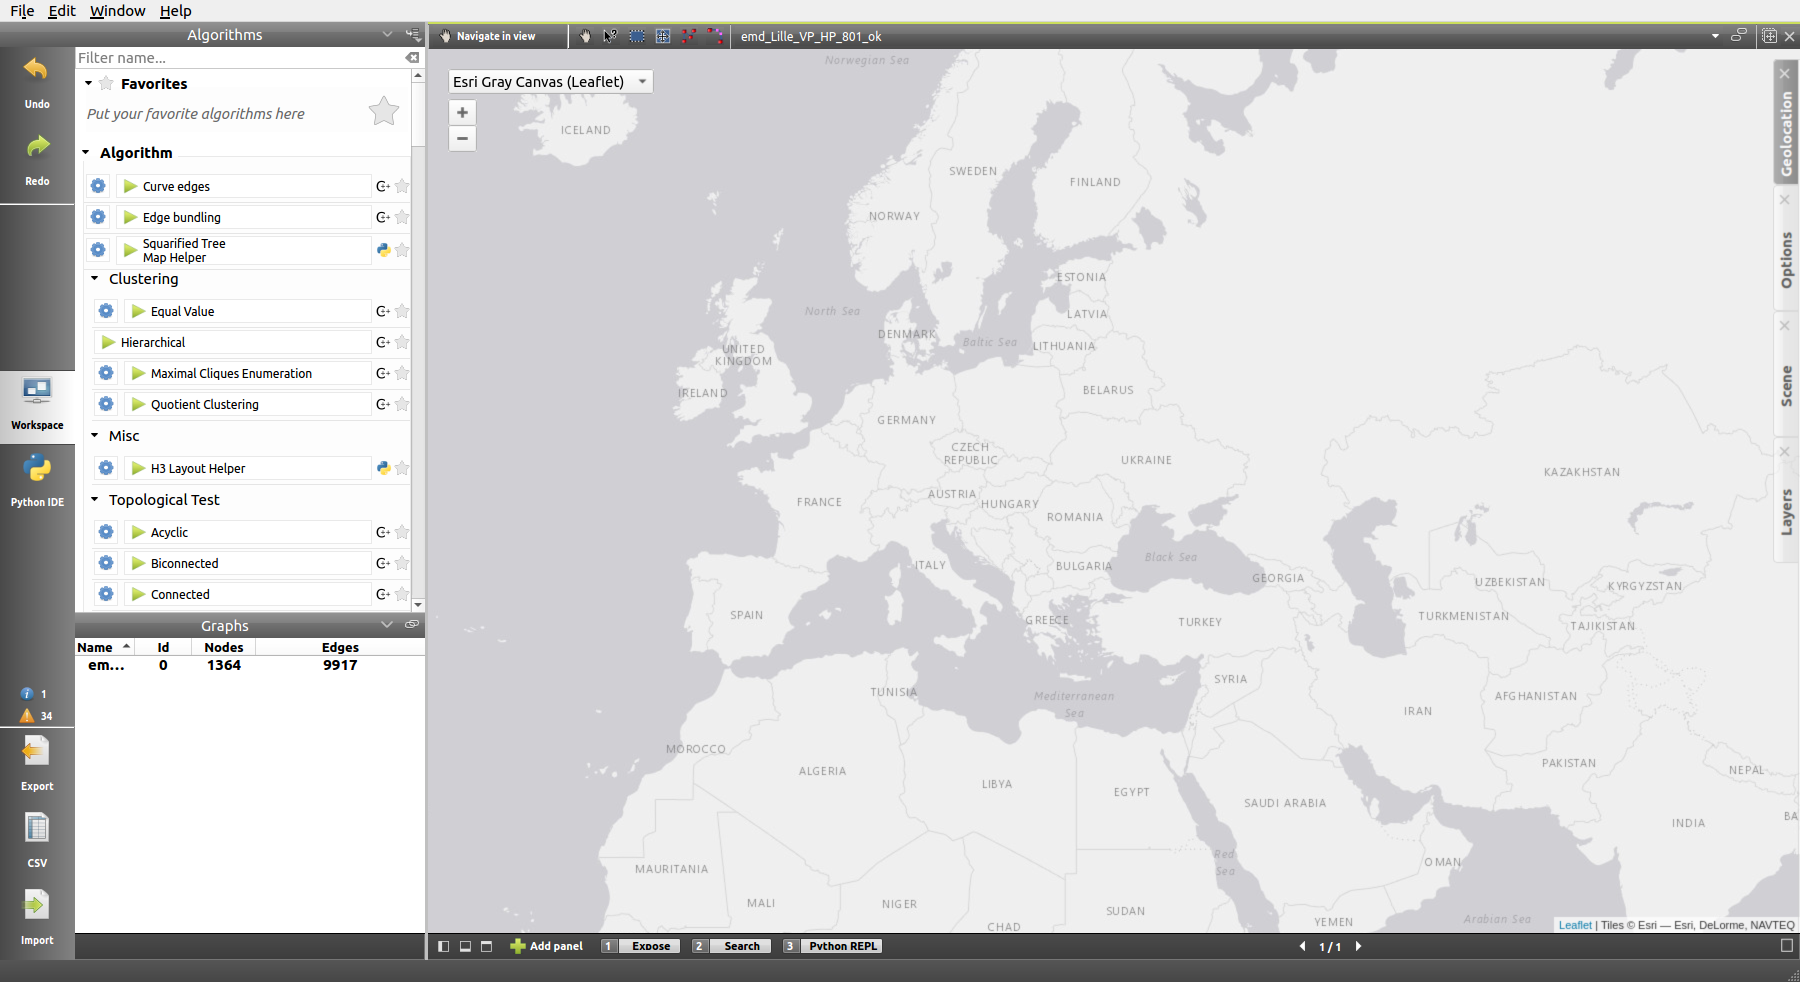 File Edit Window Help
Algorithms
Navigate in view
emd_Lille_VP_HP_801_ok
Undo
Redo
Workspace
Python IDE
1
34
Export
CSV
Import
Filter name...
Favorites
Put your favorite algorithms here
Algorithm
Curve edges
Edge bundling
Squarified Tree
Map Helper
Clustering
Equal Value
Hierarchical
Maximal Cliques Enumeration
Quotient Clustering
Misc
H3 Layout Helper
Topological Test
Acyclic
Biconnected
Connected
Graphs
Name Id Nodes Edges
em... 0 1364 9917
Esri Gray Canvas (Leaflet)
+
−
Norwegian Sea
ICELAND
SWEDEN
FINLAND
NORWAY
ESTONIA
North Sea
LATVIA
DENMARK
Baltic Sea
LITHUANIA
UNITED
KINGDOM
IRELAND
BELARUS
GERMANY
CZECH
REPUBLIC
UKRAINE
KAZAKHSTAN
FRANCE
AUSTRIA
HUNGARY
ROMANIA
Black Sea
ITALY
BULGARIA
GEORGIA
UZBEKISTAN
KYRGYZSTAN
SPAIN
GREECE
TURKEY
TURKMENISTAN
TAJIKISTAN
SYRIA
TUNISIA
Mediterranean
Sea
AFGHANISTAN
IRAN
MOROCCO
ALGERIA
LIBYA
EGYPT
PAKISTAN
NEPAL
SAUDI ARABIA
INDIA
BA
Red
Sea
OMAN
MAURITANIA
MALI
NIGER
SUDAN
CHAD
YEMEN
Arabian Sea
Geolocation
Options
Scene
Layers
Leaflet | Tiles © Esri — Esri, DeLorme, NAVTEQ
Add panel 1 Expose 2 Search 3 Python REPL 1 / 1